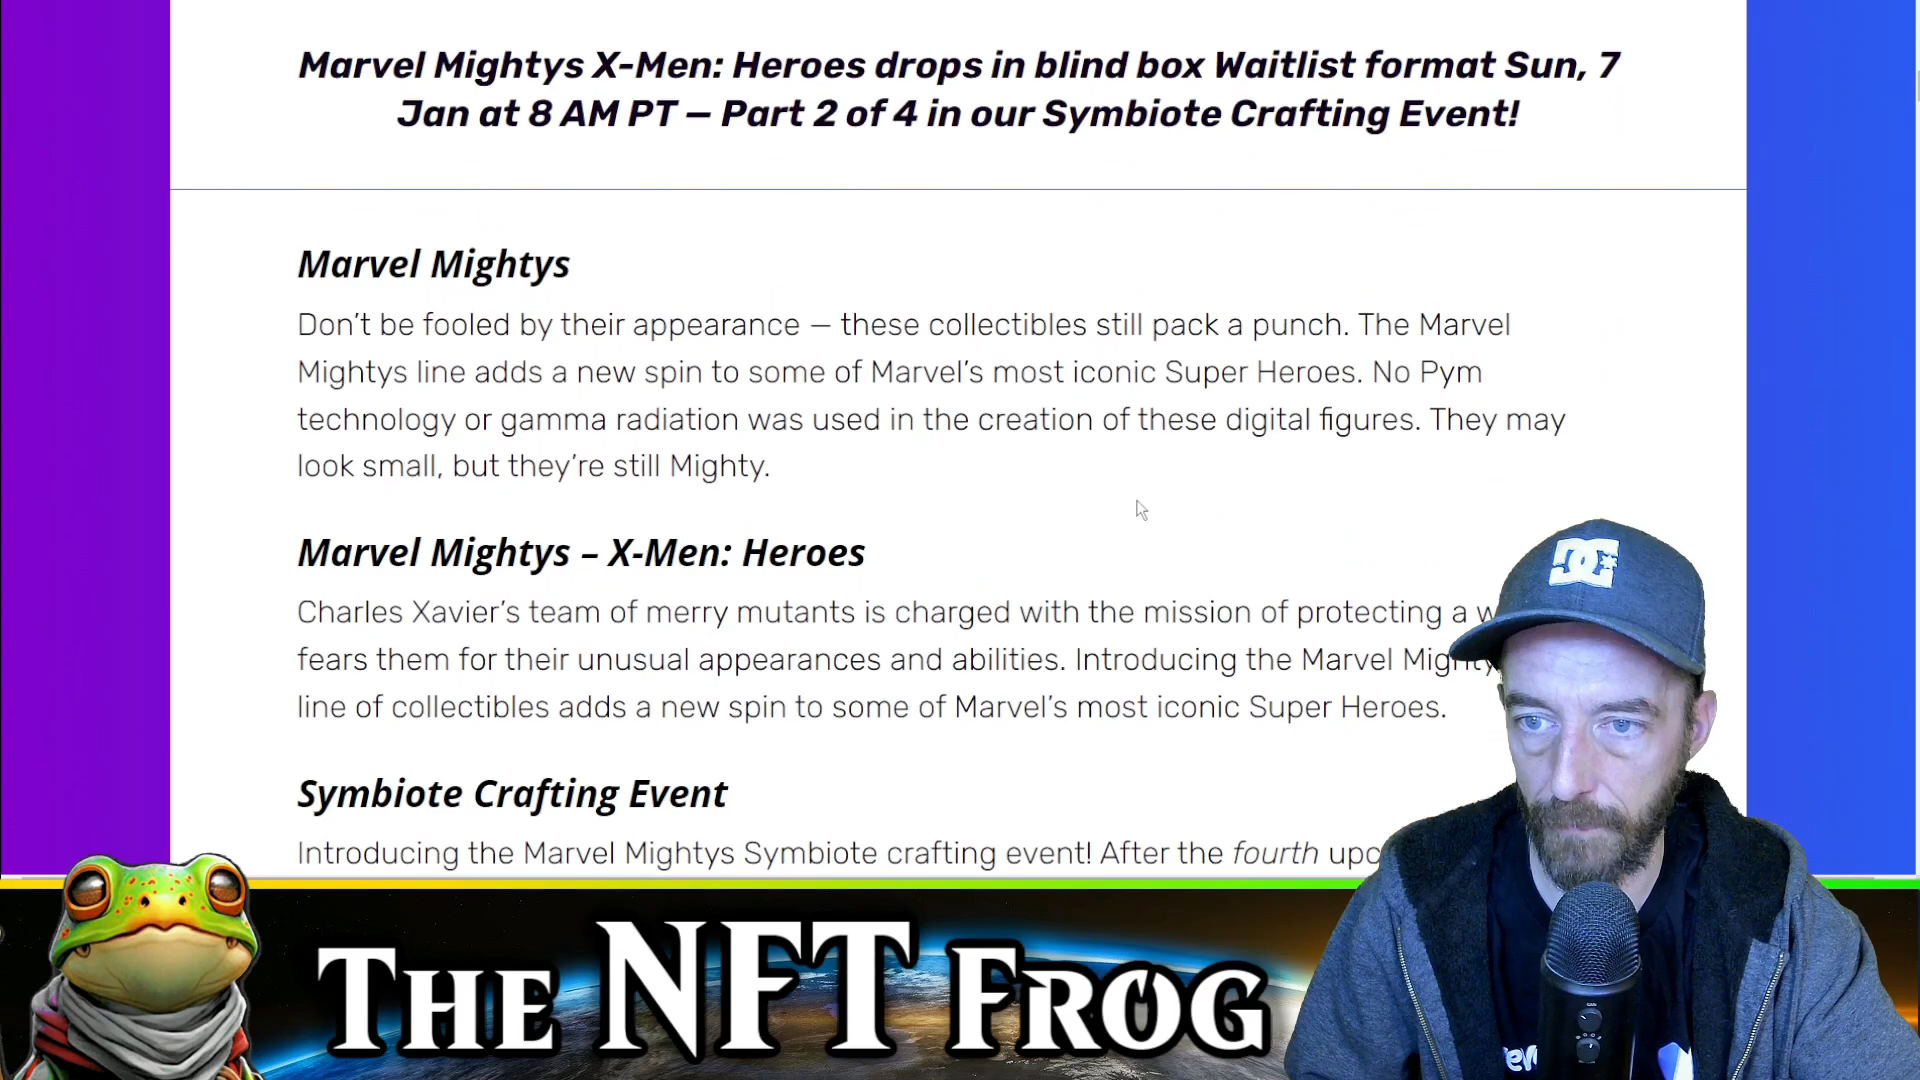 Marvel Mightys X-Men: Heroes drops in blind box Waitlist format Sun, 7
Jan at 8 AM PT — Part 2 of 4 in our Symbiote Crafting Event!
Marvel Mightys
Don't be fooled by their appearance — these collectibles still pack a punch. The Marvel
Mightys line adds a new spin to some of Marvel's most iconic Super Heroes. No Pym
technology or gamma radiation was used in the creation of these digital figures. They may
look small, but they're still Mighty.
Marvel Mightys – X-Men: Heroes
Charles Xavier's team of merry mutants is charged with the mission of protecting a
fears them for their unusual appearances and abilities. Introducing the Marvel Mightys
line of collectibles adds a new spin to some of Marvel's most iconic Super Heroes.
Symbiote Crafting Event
Introducing the Marvel Mightys Symbiote crafting event! After the fourth
DC
The NFT Frog